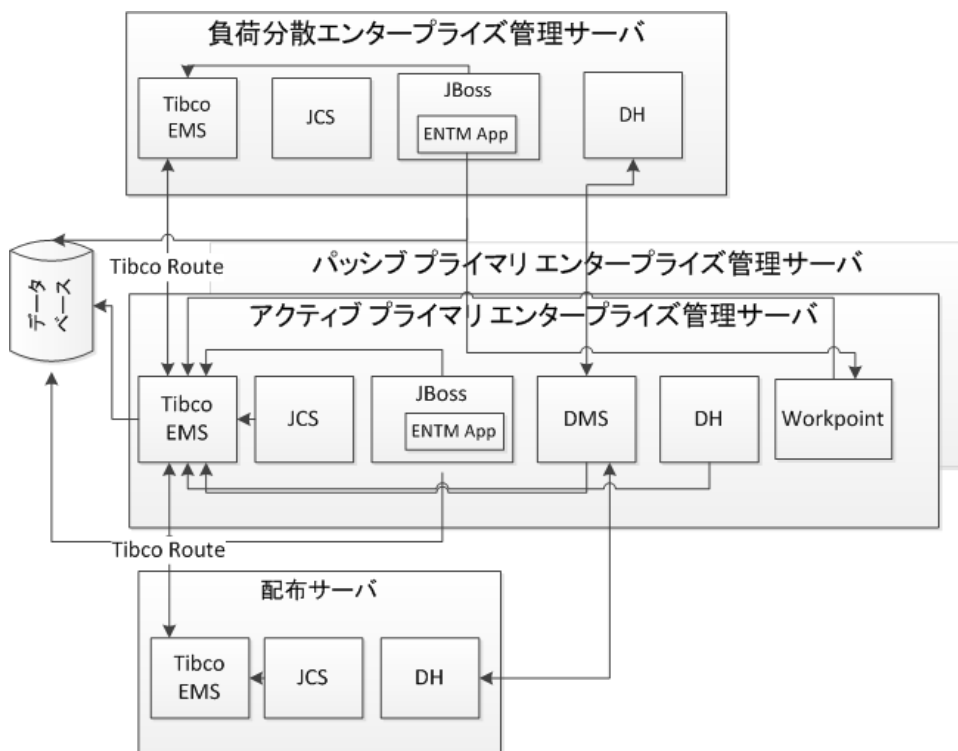 負荷分散エンタープライズ管理サーバ
Tibco
EMS
JCS
JBoss
ENTM App
DH
データ
ベース
Tibco Route
パッシブ プライマリ エンタープライズ管理サーバ
アクティブ プライマリ エンタープライズ管理サーバ
Tibco
EMS
JCS
JBoss
ENTM App
DMS
DH
Workpoint
Tibco Route
配布サーバ
Tibco
EMS
JCS
DH